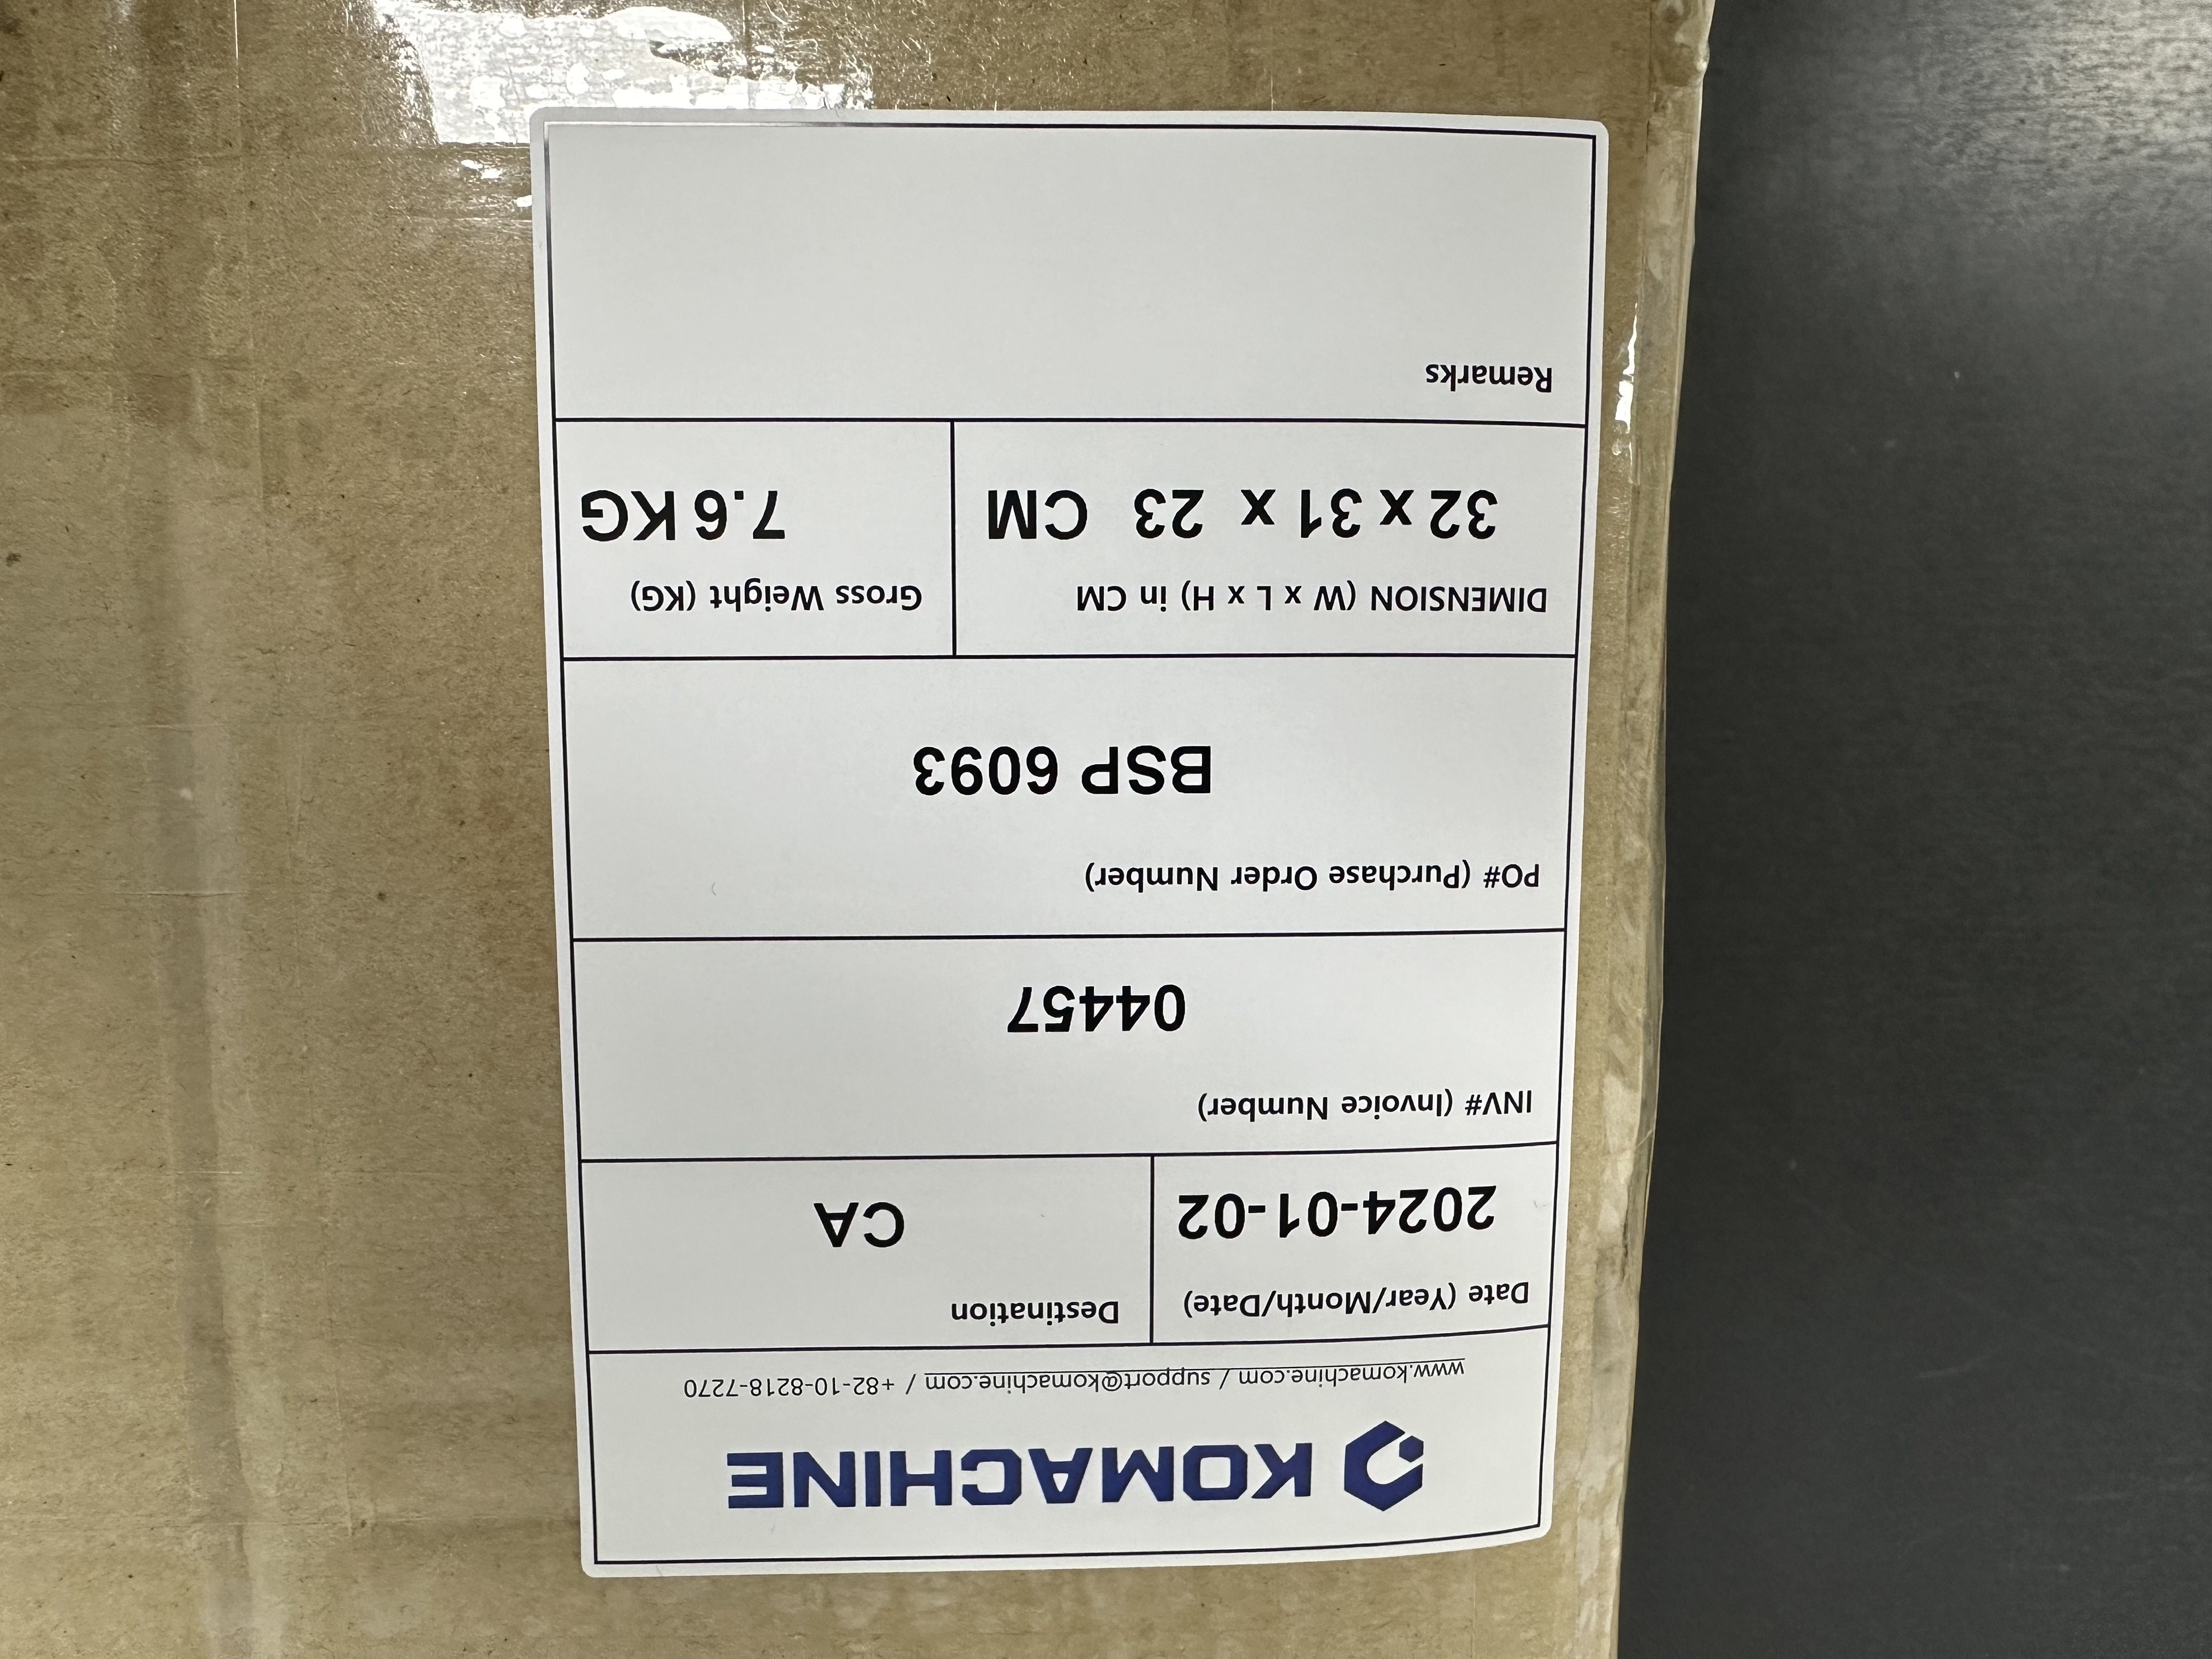 KOMACHINE
www.komachine.com / support@komachine.com / +82-10-8218-7270
Date (Year/Month/Date)
2024-01-02
Destination
CA
INV# (Invoice Number)
04457
PO# (Purchase Order Number)
BSP 6093
DIMENSION (W x L x H) in CM
32 x 31 x 23 CM
Gross Weight (KG)
7.6 KG
Remarks